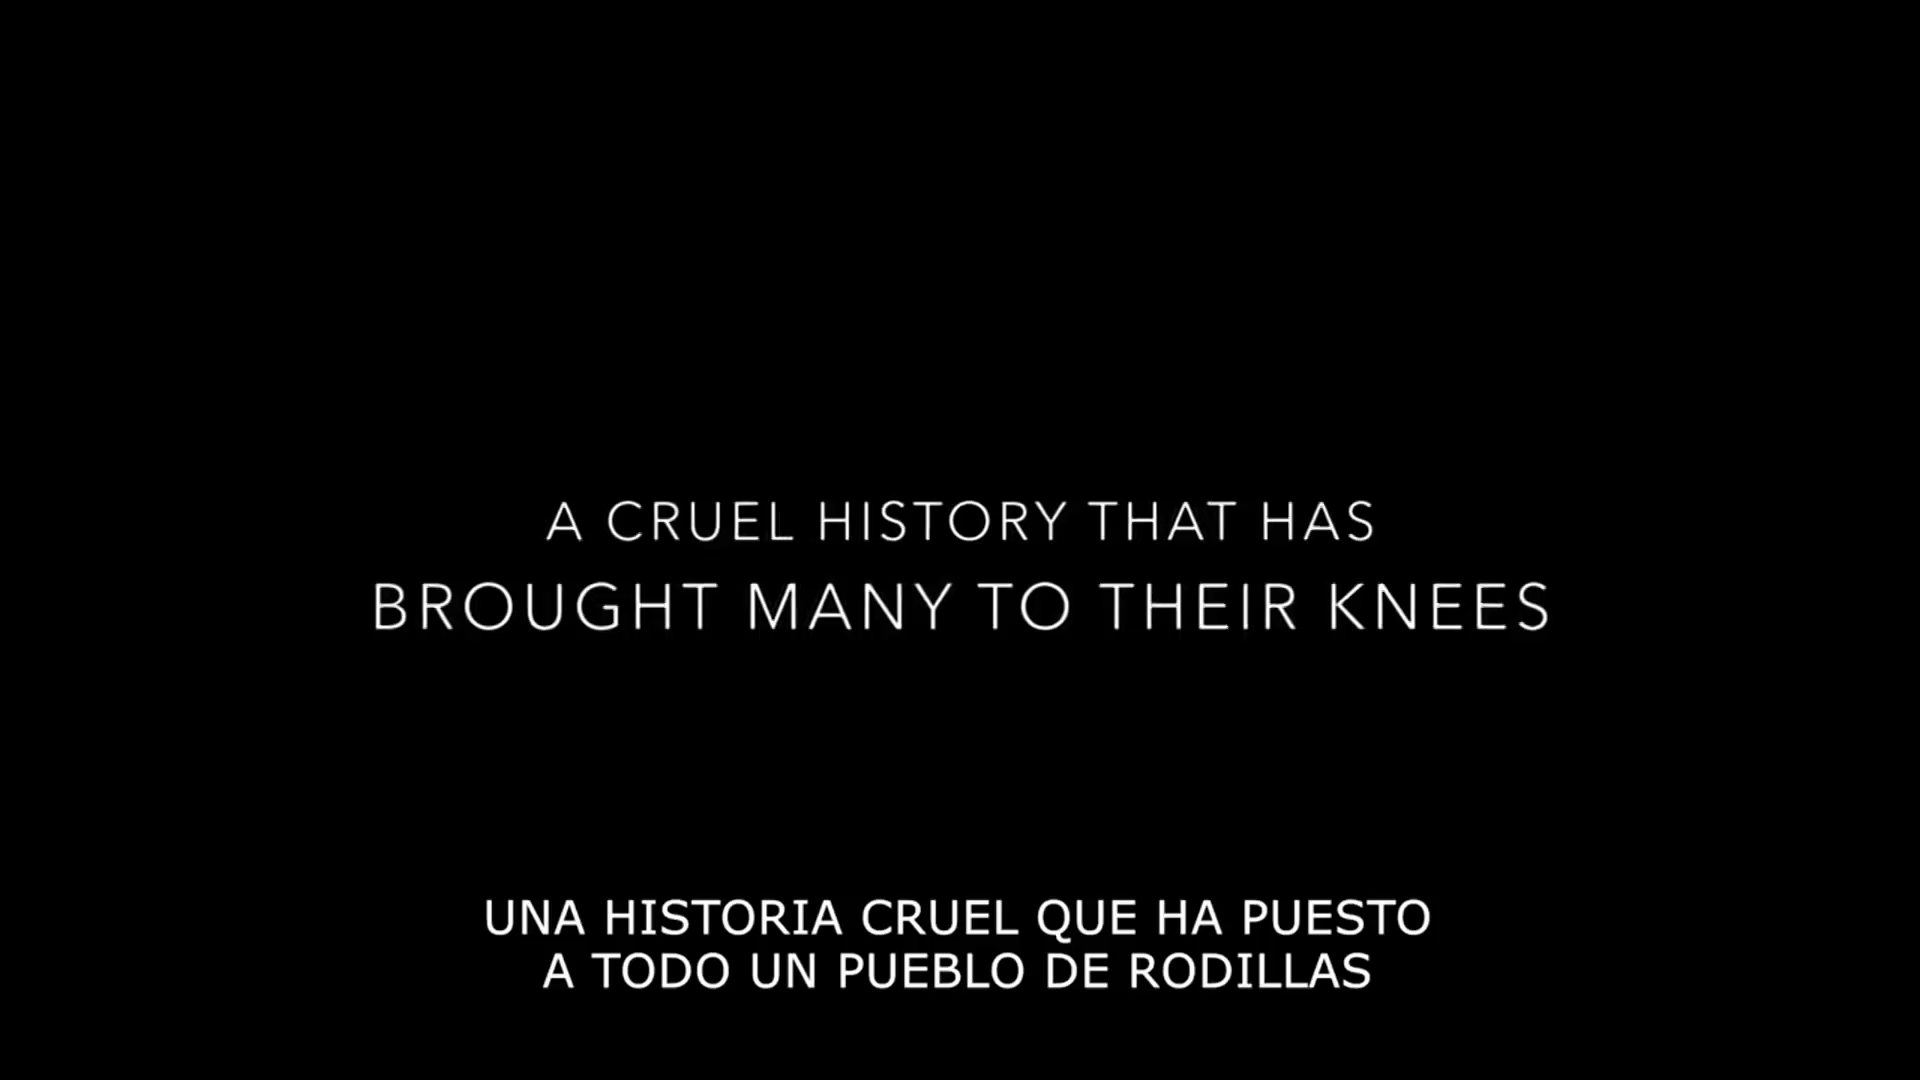 A CRUEL HISTORY THAT HAS
BROUGHT MANY TO THEIR KNEES
UNA HISTORIA CRUEL QUE HA PUESTO
A TODO UN PUEBLO DE RODILLAS